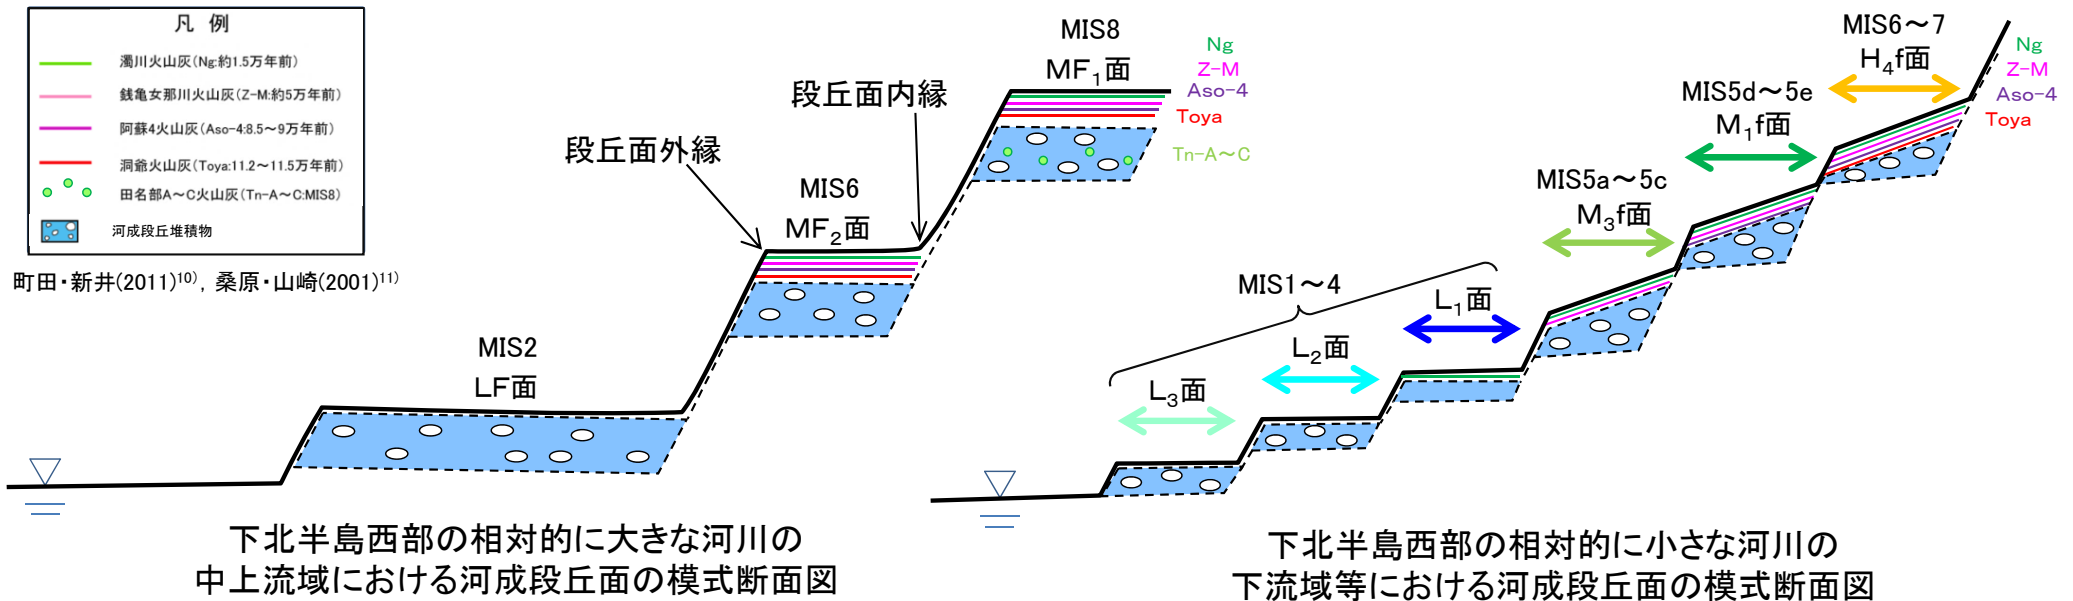 凡 例
濁川火山灰(Ng:約1.5万年前)
銭亀女那川火山灰(Z-M:約5万年前)
阿蘇4火山灰(Aso-4:8.5～9万年前)
洞爺火山灰(Toya:11.2～11.5万年前)
田名部A～C火山灰(Tn-A～C:MIS8)
河成段丘堆積物
町田・新井(2011)¹⁰⁾, 桑原・山崎(2001)¹¹⁾
MIS8
MF₁面
Ng
Z-M
Aso-4
Toya
Tn-A～C
段丘面内縁
段丘面外縁
MIS6
MF₂面
MIS2
LF面
下北半島西部の相対的に大きな河川の
中上流域における河成段丘面の模式断面図
MIS6～7
H₄f面
Ng
Z-M
Aso-4
Toya
MIS5d～5e
M₁f面
MIS5a～5c
M₃f面
MIS1～4
L₁面
L₂面
L₃面
下北半島西部の相対的に小さな河川の
下流域等における河成段丘面の模式断面図